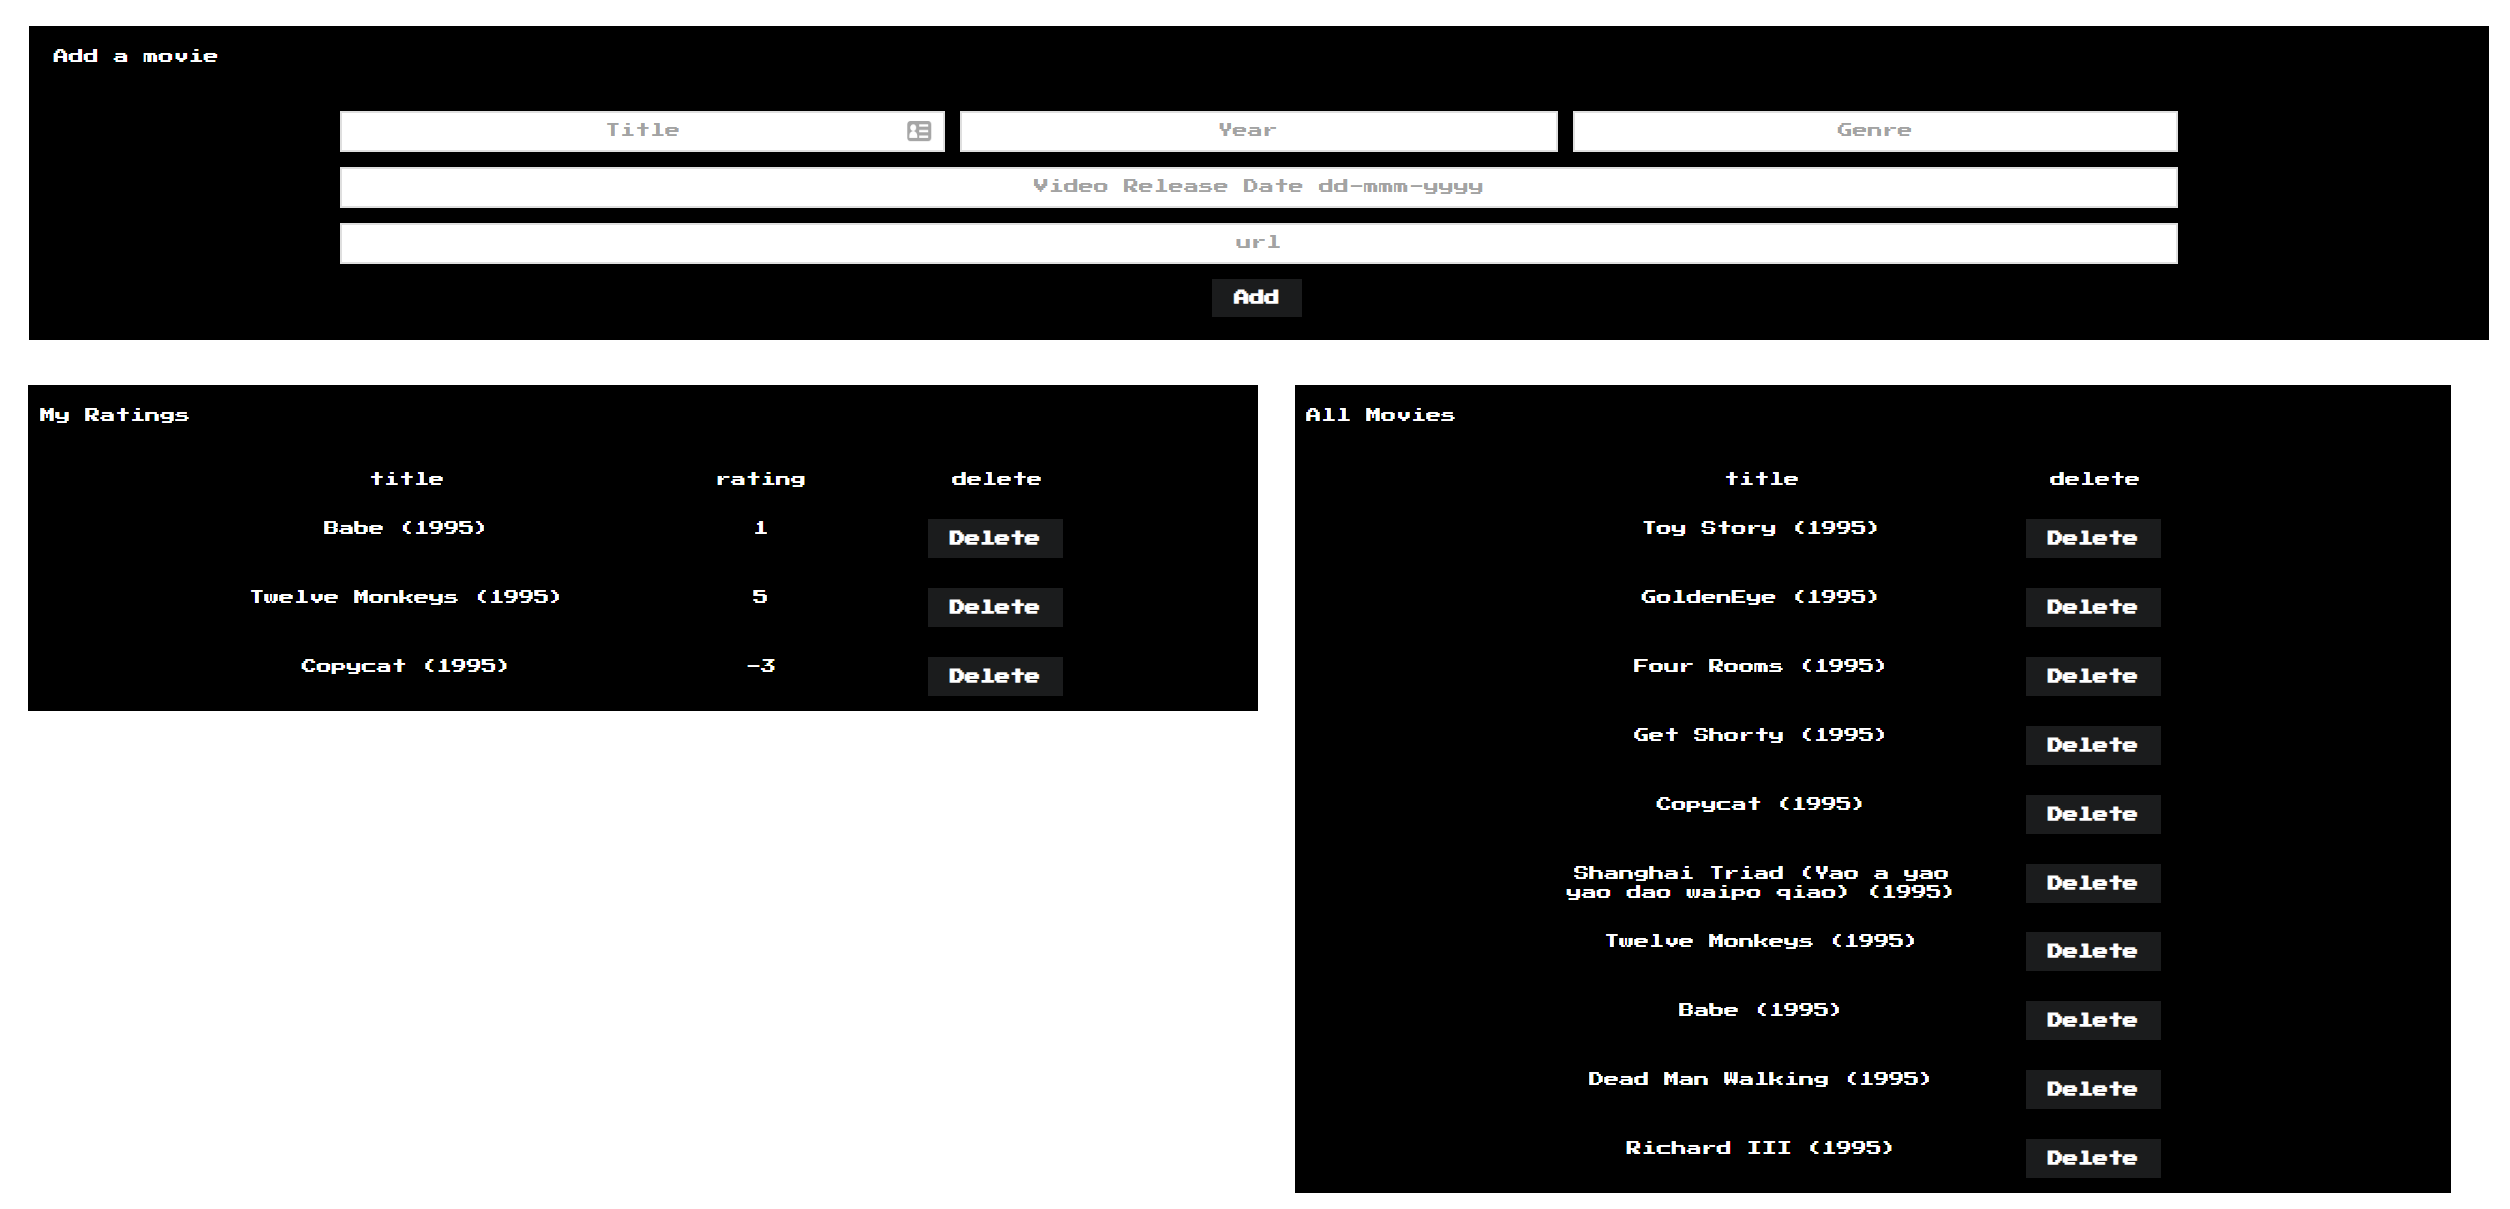 Add a movie
Title Year Genre
Video Release Date dd-mmm-yyyy
url
Add
My Ratings
title rating delete
Babe (1995) 1 Delete
Twelve Monkeys (1995) 5 Delete
Copycat (1995) -3 Delete
All Movies
title delete
Toy Story (1995) Delete
GoldenEye (1995) Delete
Four Rooms (1995) Delete
Get Shorty (1995) Delete
Copycat (1995) Delete
Shanghai Triad (Yao a yao
yao dao waipo qiao) (1995) Delete
Twelve Monkeys (1995) Delete
Babe (1995) Delete
Dead Man Walking (1995) Delete
Richard III (1995) Delete